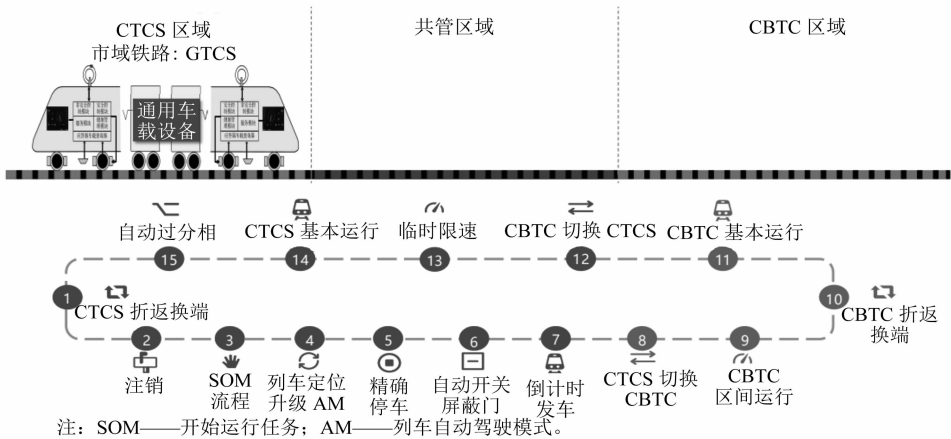 CTCS 区域
市域铁路：GTCS
共管区域
CBTC 区域
通用车
载设备
自动过分相
CTCS 基本运行
临时限速
CBTC 切换 CTCS
CBTC 基本运行
15
14
13
12
11
1
CTCS 折返换端
10
CBTC 折返
换端
2
3
4
5
6
7
8
9
注销
SOM
流程
列车定位
升级 AM
精确
停车
自动开关
屏蔽门
倒计时
发车
CTCS 切换
CBTC
CBTC
区间运行
注：SOM——开始运行任务；AM——列车自动驾驶模式。